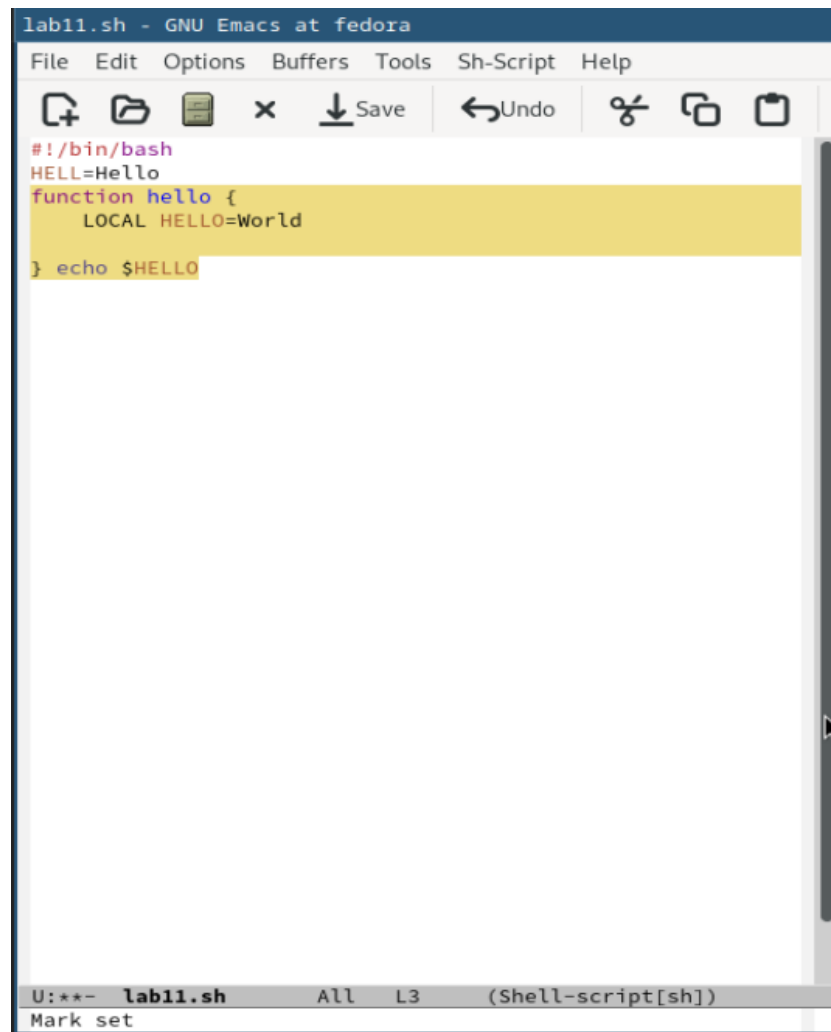 lab11.sh - GNU Emacs at fedora
File Edit Options Buffers Tools Sh-Script Help
Save Undo
#!/bin/bash
HELL=Hello
function hello {
    LOCAL HELLO=World
} echo $HELLO
U:**- lab11.sh All L3 (Shell-script[sh])
Mark set